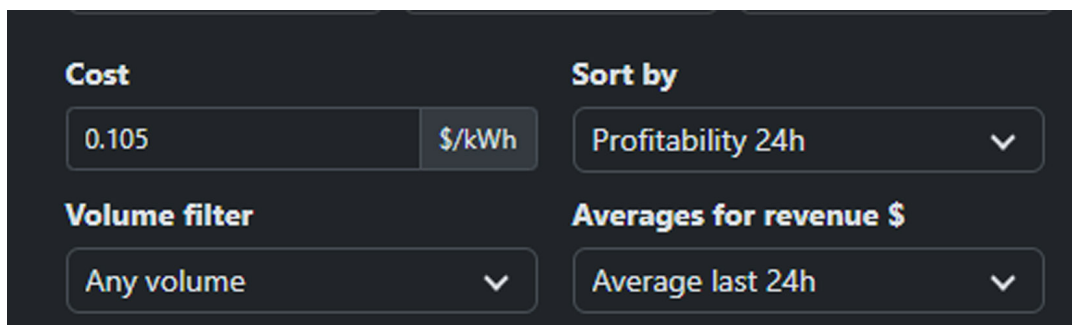 Cost
Sort by
0.105 $/kWh
Profitability 24h
Volume filter
Averages for revenue $
Any volume
Average last 24h